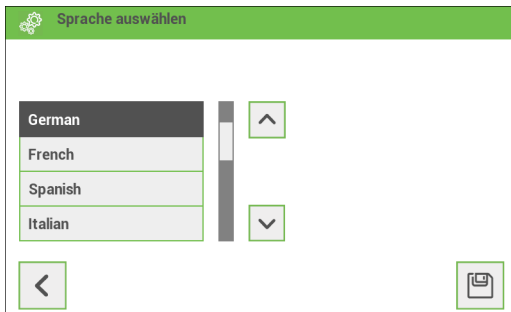 Sprache auswählen
German
French
Spanish
Italian